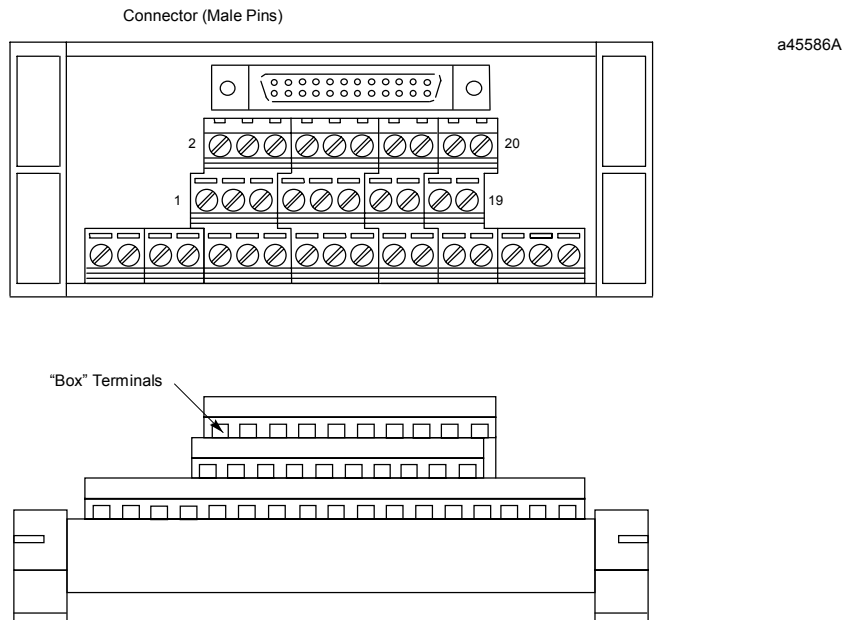 Connector (Male Pins)
a45586A
2
20
1
19
“Box” Terminals